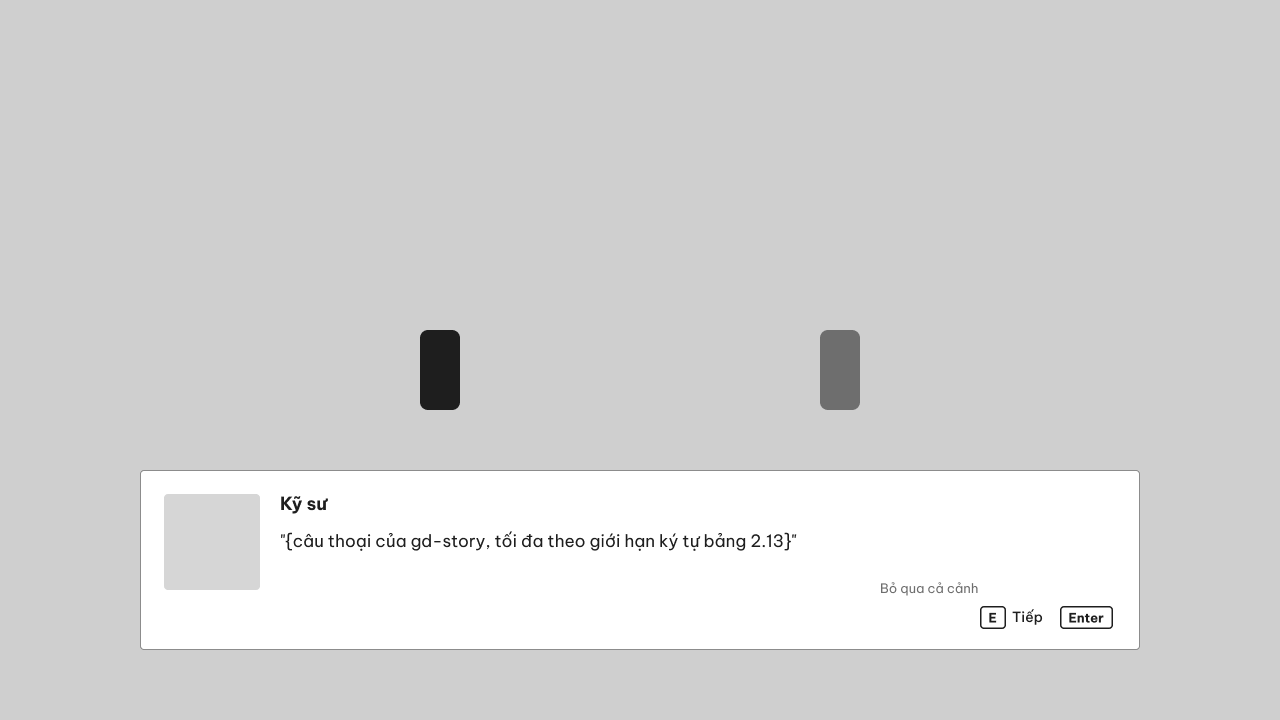 Kỹ sư
"{câu thoại của gd-story, tối đa theo giới hạn ký tự bảng 2.13}"
Bỏ qua cả cảnh
E Tiếp Enter